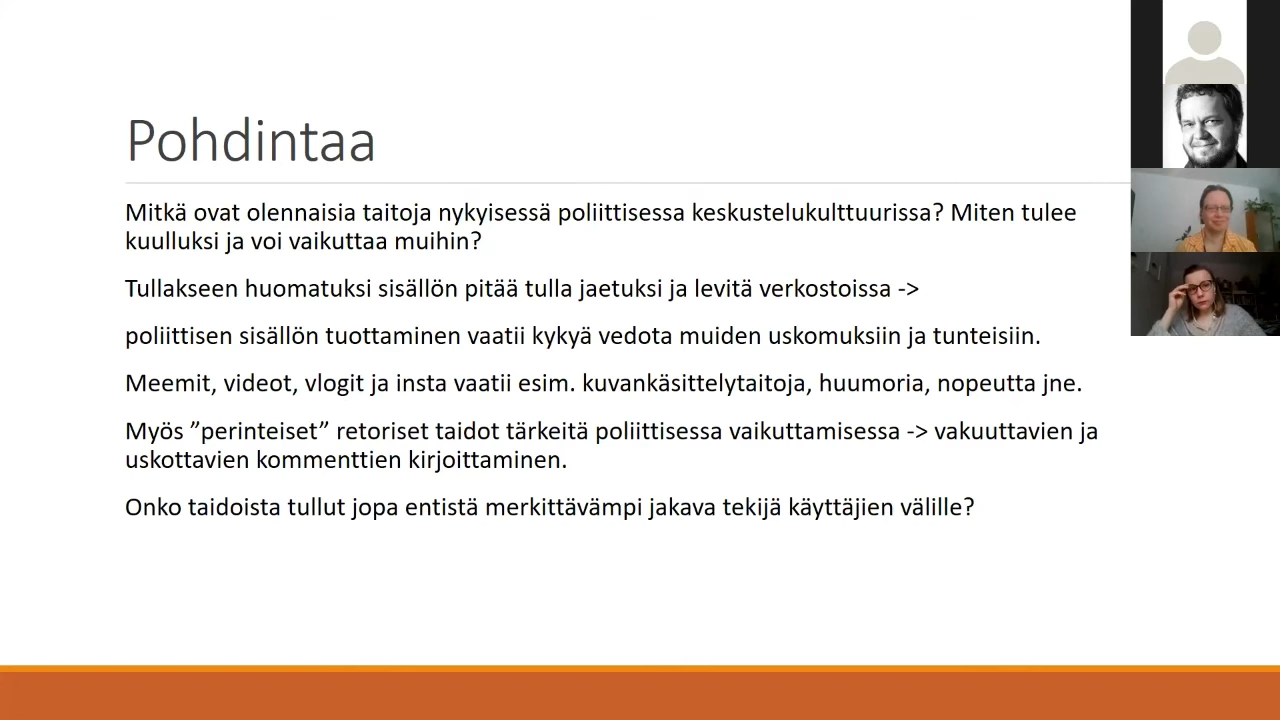 Pohdintaa
Mitkä ovat olennaisia taitoja nykyisessä poliittisessa keskustelukulttuurissa? Miten tulee
kuulluksi ja voi vaikuttaa muihin?
Tullakseen huomatuksi sisällön pitää tulla jaetuksi ja levitä verkostoissa ->
poliittisen sisällön tuottaminen vaatii kykyä vedota muiden uskomuksiin ja tunteisiin.
Meemit, videot, vlogit ja insta vaatii esim. kuvankäsittelytaitoja, huumoria, nopeutta jne.
Myös ”perinteiset” retoriset taidot tärkeitä poliittisessa vaikuttamisessa -> vakuuttavien ja
uskottavien kommenttien kirjoittaminen.
Onko taidoista tullut jopa entistä merkittävämpi jakava tekijä käyttäjien välille?